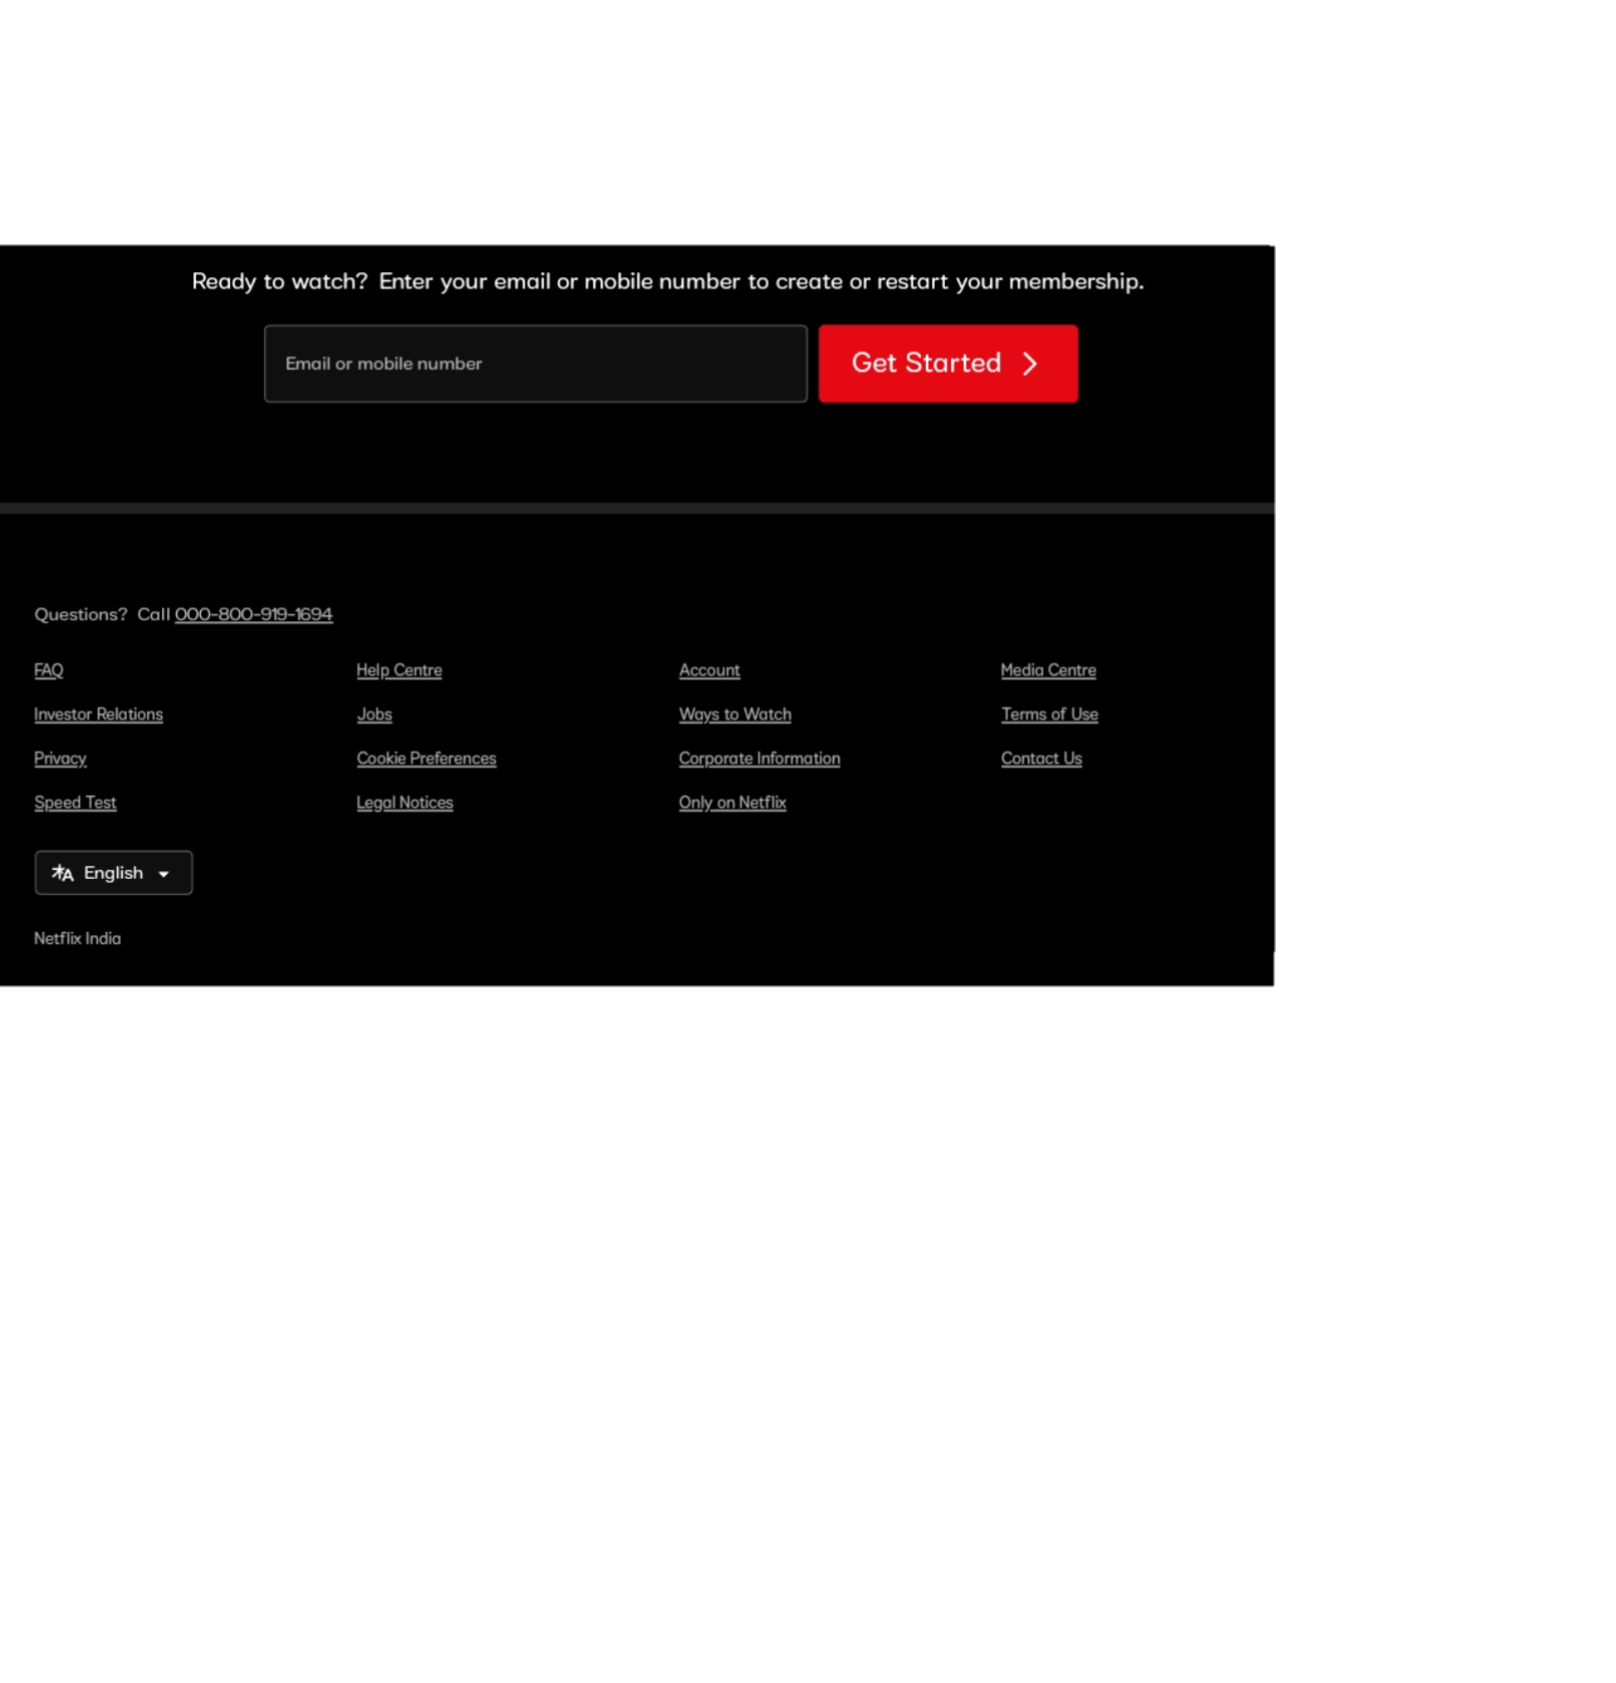 Ready to watch? Enter your email or mobile number to create or restart your membership.
Email or mobile number
Get Started
Questions? Call 000-800-919-1694
FAQ
Help Centre
Account
Media Centre
Investor Relations
Jobs
Ways to Watch
Terms of Use
Privacy
Cookie Preferences
Corporate Information
Contact Us
Speed Test
Legal Notices
Only on Netflix
English
Netflix India